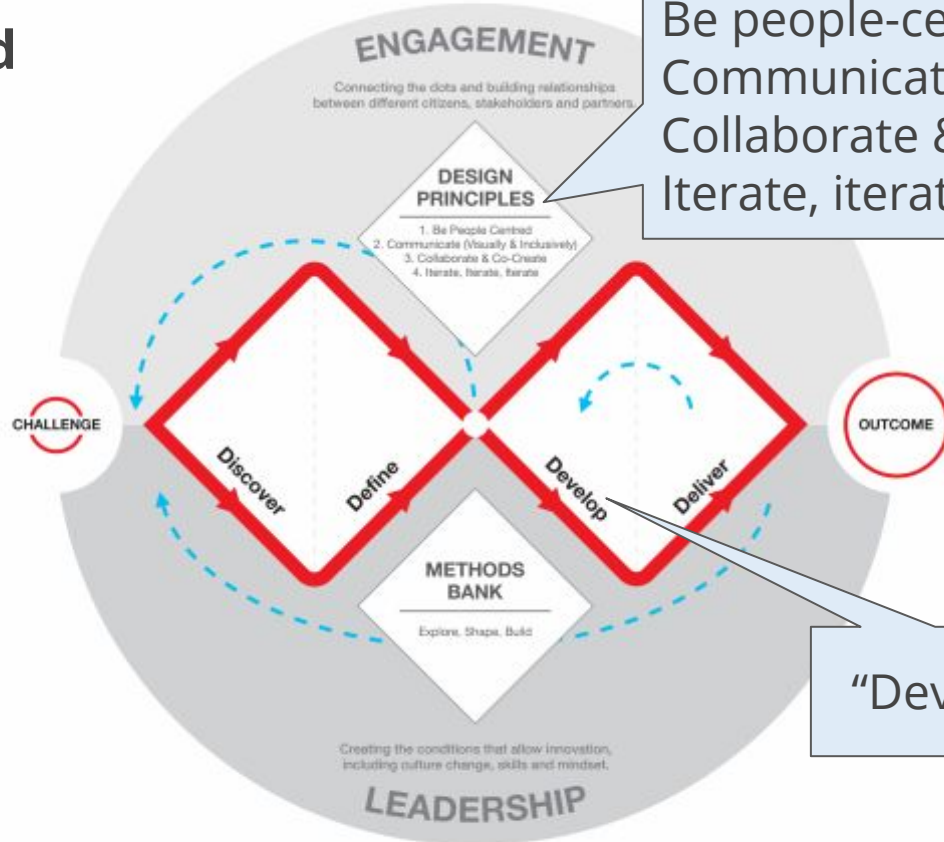 d
ENGAGEMENT
Connecting the dots and building relationships
between different citizens, stakeholders and partners.
Be people-ce
Communicat
Collaborate &
Iterate, iterat
DESIGN
PRINCIPLES
1. Be People Centred
2. Communicate (Visually & Inclusively)
3. Collaborate & Co-Create
4. Iterate, Iterate, Iterate
CHALLENGE
OUTCOME
Discover
Define
Develop
Deliver
METHODS
BANK
Explore, Shape, Build
“Dev
Creating the conditions that allow innovation,
including culture change, skills and mindset.
LEADERSHIP